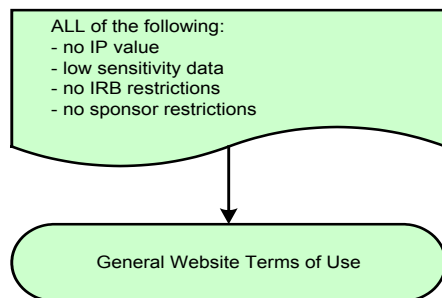 ALL of the following:
- no IP value
- low sensitivity data
- no IRB restrictions
- no sponsor restrictions
General Website Terms of Use